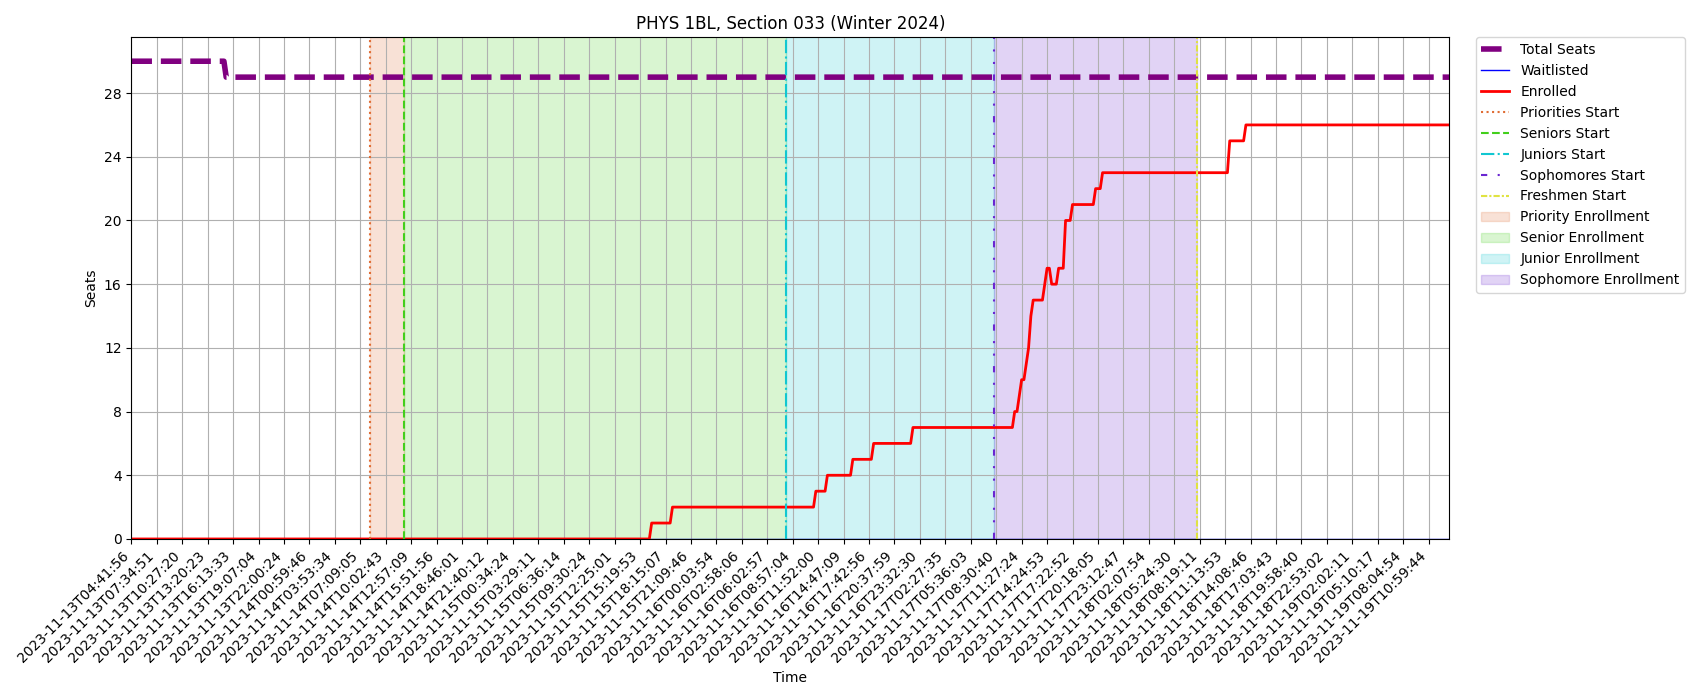 PHYS 1BL, Section 033 (Winter 2024)
Seats
28
24
20
16
12
8
4
0
2023-11-13T04:41:56
2023-11-13T07:34:51
2023-11-13T10:27:20
2023-11-13T13:20:23
2023-11-13T16:13:33
2023-11-13T19:07:04
2023-11-13T22:00:24
2023-11-14T00:59:46
2023-11-14T03:53:34
2023-11-14T07:09:05
2023-11-14T10:02:43
2023-11-14T12:57:09
2023-11-14T15:51:56
2023-11-14T18:46:01
2023-11-14T21:40:12
2023-11-15T00:34:24
2023-11-15T03:29:11
2023-11-15T06:36:14
2023-11-15T09:30:24
2023-11-15T12:25:01
2023-11-15T15:19:53
2023-11-15T18:15:07
2023-11-15T21:09:46
2023-11-16T00:03:54
2023-11-16T02:58:06
2023-11-16T06:02:57
2023-11-16T08:57:04
2023-11-16T11:52:00
2023-11-16T14:47:09
2023-11-16T17:42:56
2023-11-16T20:37:59
2023-11-16T23:32:30
2023-11-17T02:27:35
2023-11-17T05:36:03
2023-11-17T08:30:40
2023-11-17T11:27:24
2023-11-17T14:24:53
2023-11-17T17:22:52
2023-11-17T20:18:05
2023-11-17T23:12:47
2023-11-18T02:07:54
2023-11-18T05:24:30
2023-11-18T08:19:11
2023-11-18T11:13:53
2023-11-18T14:08:46
2023-11-18T17:03:43
2023-11-18T19:58:40
2023-11-18T22:53:02
2023-11-19T02:02:11
2023-11-19T05:10:17
2023-11-19T08:04:54
2023-11-19T10:59:44
Time
Total Seats
Waitlisted
Enrolled
Priorities Start
Seniors Start
Juniors Start
Sophomores Start
Freshmen Start
Priority Enrollment
Senior Enrollment
Junior Enrollment
Sophomore Enrollment